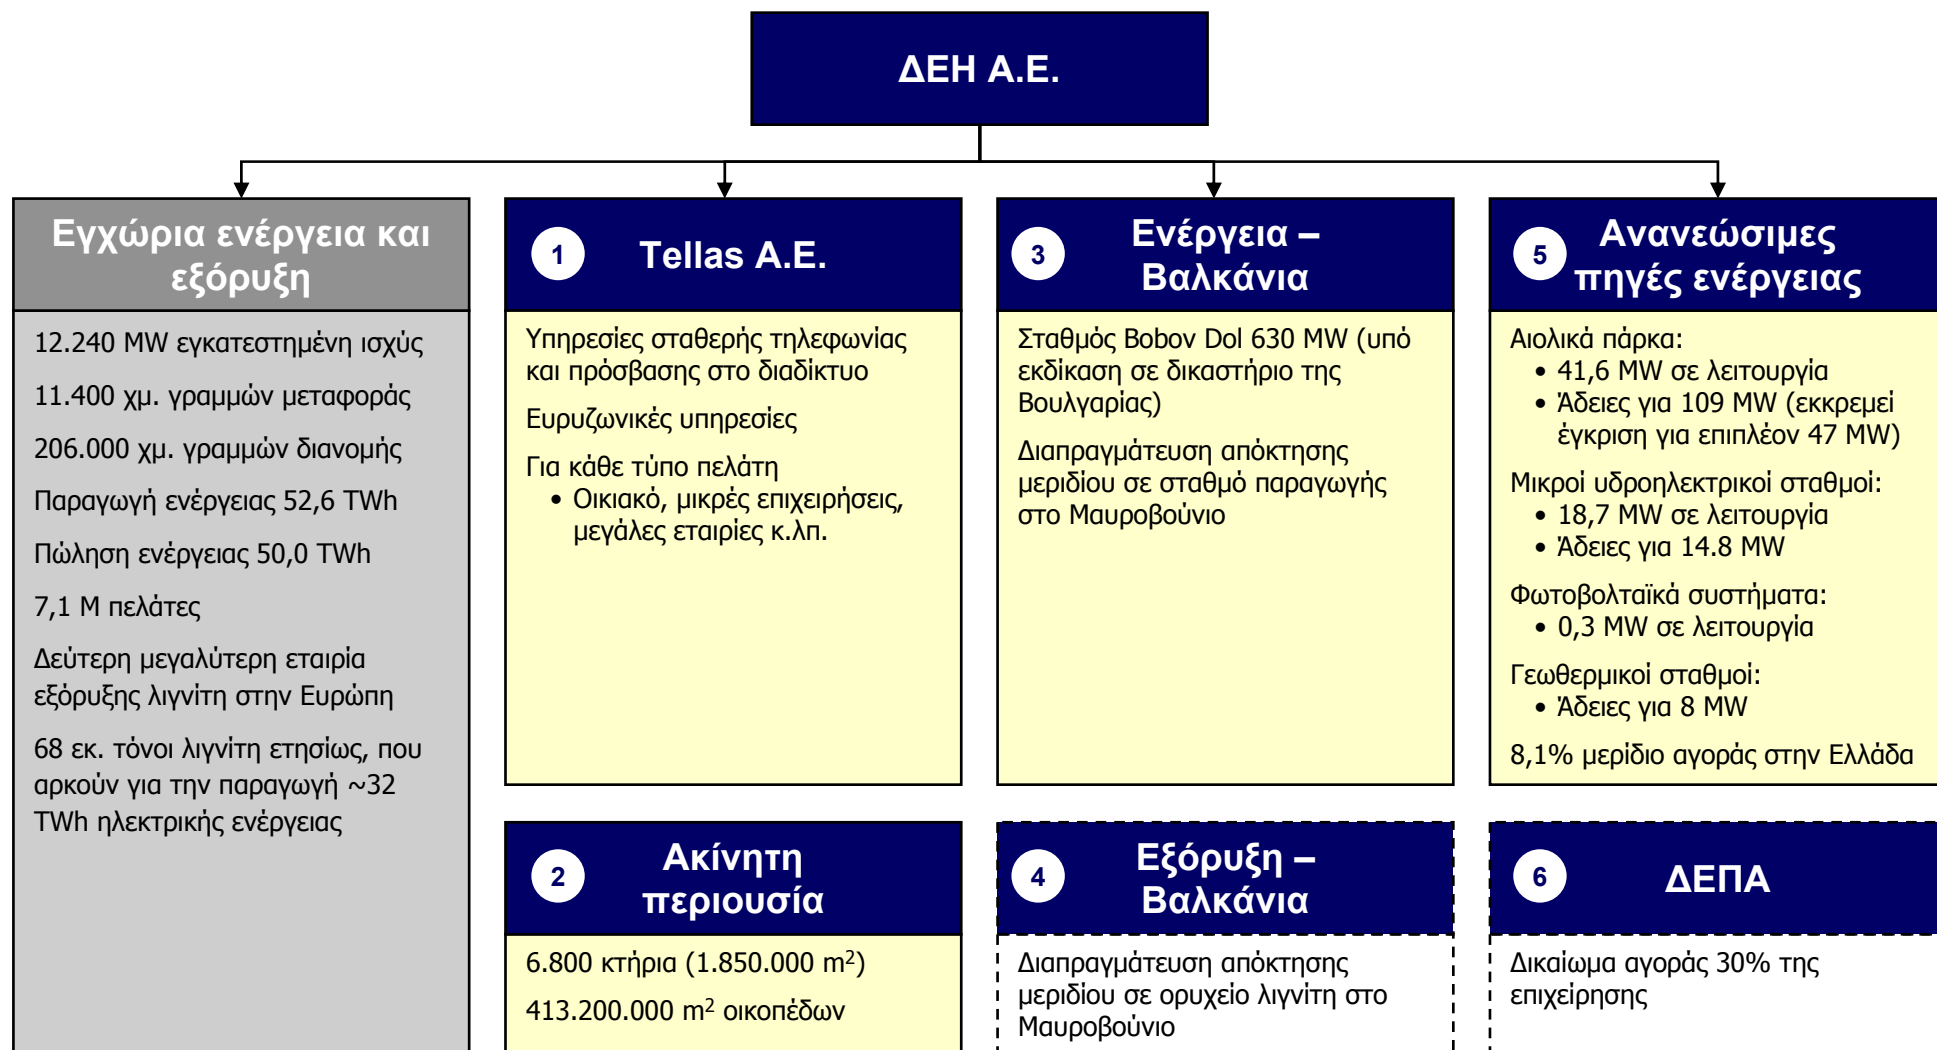 ΔΕΗ Α.Ε.
Εγχώρια ενέργεια και
εξόρυξη
12.240 MW εγκατεστημένη ισχύς
11.400 χμ. γραμμών μεταφοράς
206.000 χμ. γραμμών διανομής
Παραγωγή ενέργειας 52,6 TWh
Πώληση ενέργειας 50,0 TWh
7,1 M πελάτες
Δεύτερη μεγαλύτερη εταιρία
εξόρυξης λιγνίτη στην Ευρώπη
68 εκ. τόνοι λιγνίτη ετησίως, που
αρκούν για την παραγωγή ~32
TWh ηλεκτρικής ενέργειας
1 Tellas A.E.
Υπηρεσίες σταθερής τηλεφωνίας
και πρόσβασης στο διαδίκτυο
Ευρυζωνικές υπηρεσίες
Για κάθε τύπο πελάτη
• Οικιακό, μικρές επιχειρήσεις,
μεγάλες εταιρίες κ.λπ.
2 Ακίνητη
περιουσία
6.800 κτήρια (1.850.000 m²)
413.200.000 m² οικοπέδων
3 Ενέργεια –
Βαλκάνια
Σταθμός Bobov Dol 630 MW (υπό
εκδίκαση σε δικαστήριο της
Βουλγαρίας)
Διαπραγμάτευση απόκτησης
μεριδίου σε σταθμό παραγωγής
στο Μαυροβούνιο
4 Εξόρυξη –
Βαλκάνια
Διαπραγμάτευση απόκτησης
μεριδίου σε ορυχείο λιγνίτη στο
Μαυροβούνιο
5 Ανανεώσιμες
πηγές ενέργειας
Αιολικά πάρκα:
• 41,6 MW σε λειτουργία
• Άδειες για 109 MW (εκκρεμεί
έγκριση για επιπλέον 47 MW)
Μικροί υδροηλεκτρικοί σταθμοί:
• 18,7 MW σε λειτουργία
• Άδειες για 14.8 MW
Φωτοβολταϊκά συστήματα:
• 0,3 MW σε λειτουργία
Γεωθερμικοί σταθμοί:
• Άδειες για 8 MW
8,1% μερίδιο αγοράς στην Ελλάδα
6 ΔΕΠΑ
Δικαίωμα αγοράς 30% της
επιχείρησης